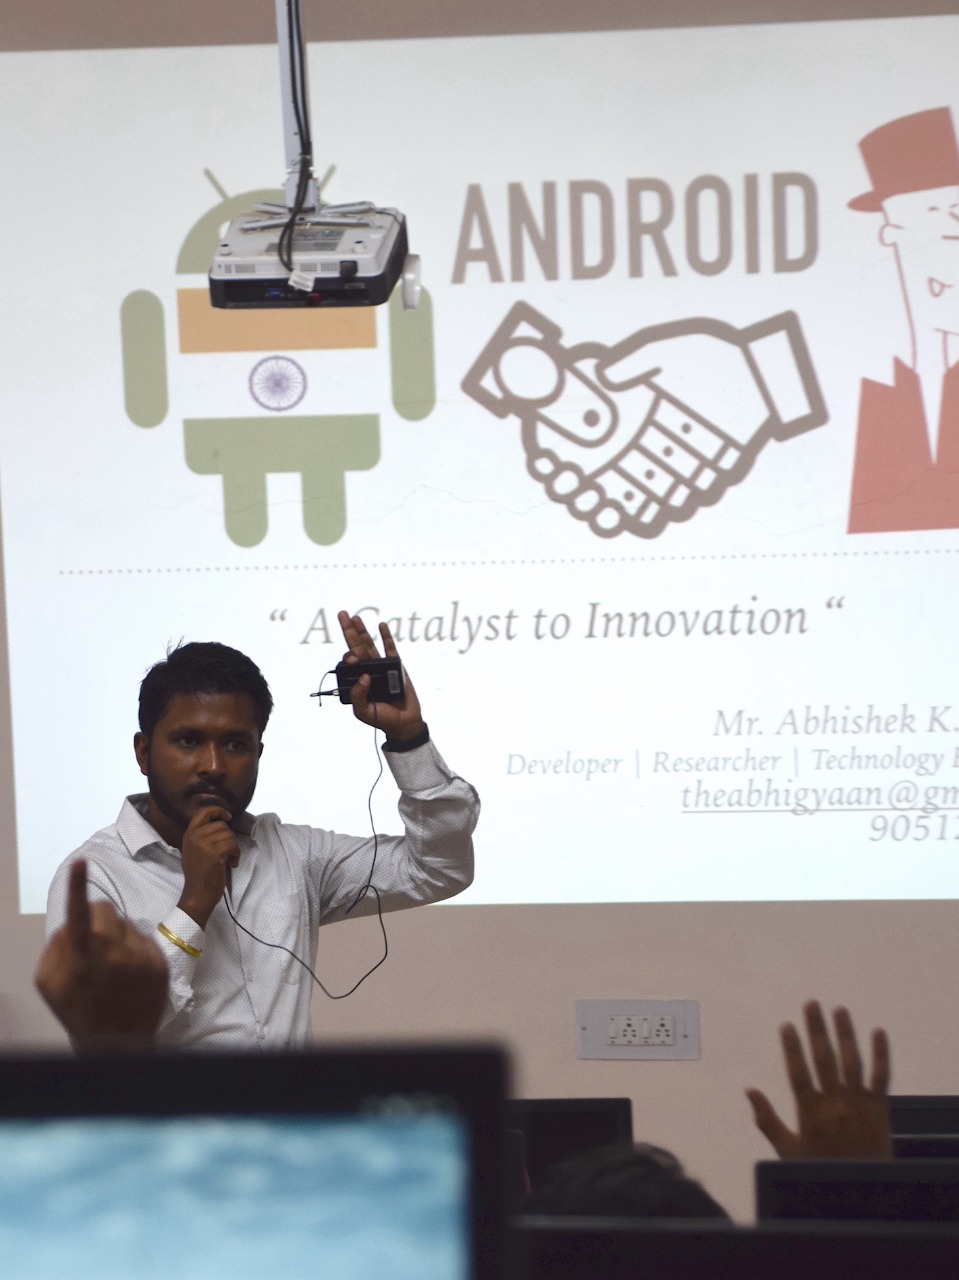 ANDROID
“ A Catalyst to Innovation “
Mr. Abhishek K.
Developer | Researcher | Technology
theabhigyaan@gm
9051